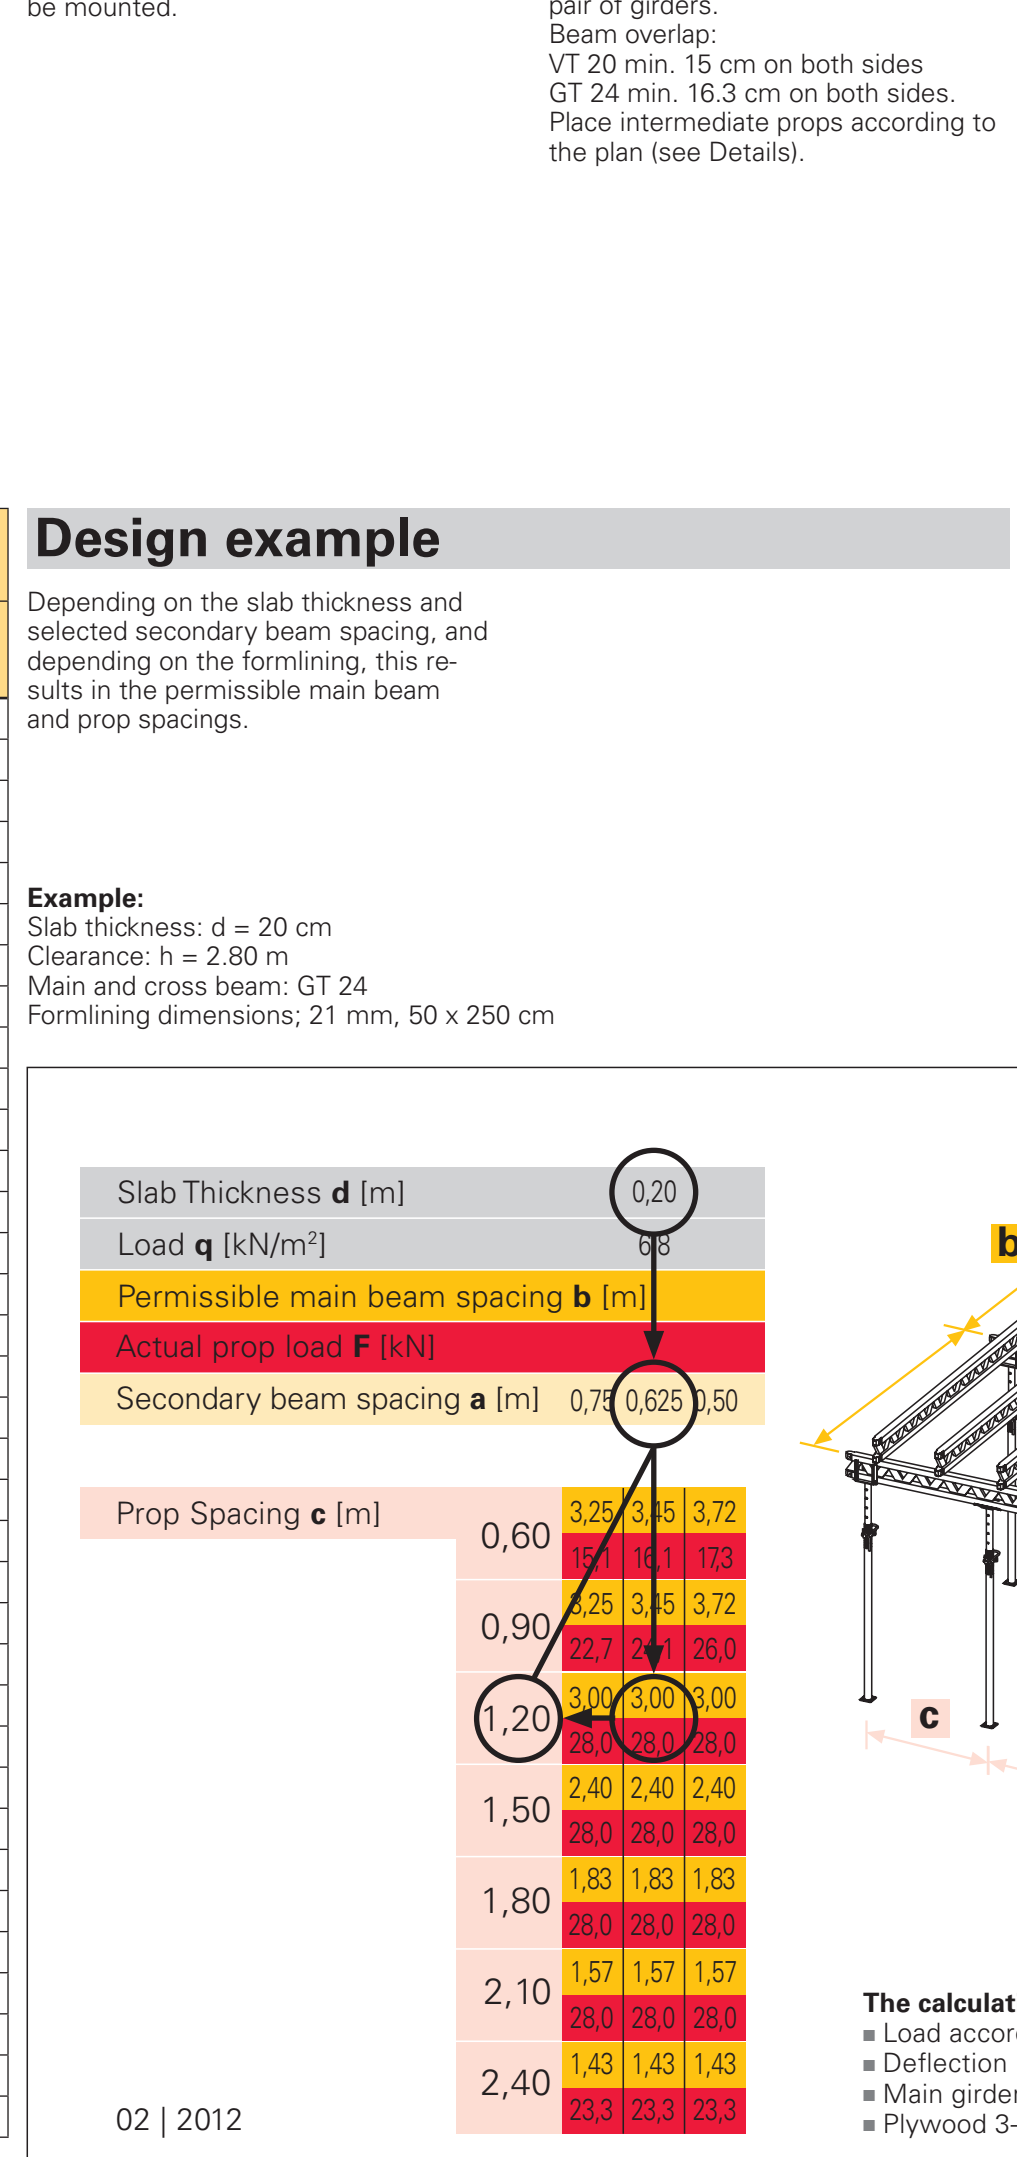 be mounted.
pair of girders.
Beam overlap:
VT 20 min. 15 cm on both sides
GT 24 min. 16.3 cm on both sides.
Place intermediate props according to
the plan (see Details).
Design example
Depending on the slab thickness and
selected secondary beam spacing, and
depending on the formlining, this re-
sults in the permissible main beam
and prop spacings.
Example:
Slab thickness: d = 20 cm
Clearance: h = 2.80 m
Main and cross beam: GT 24
Formlining dimensions; 21 mm, 50 x 250 cm
Slab Thickness d [m] 0,20
Load q [kN/m²] 6,8
Permissible main beam spacing b [m]
Actual prop load F [kN]
Secondary beam spacing a [m] 0,75 0,625 0,50
Prop Spacing c [m]
0,60 3,25 3,45 3,72
15,1 16,1 17,3
0,90 3,25 3,45 3,72
22,7 24,1 26,0
1,20 3,00 3,00 3,00
28,0 28,0 28,0
1,50 2,40 2,40 2,40
28,0 28,0 28,0
1,80 1,83 1,83 1,83
28,0 28,0 28,0
2,10 1,57 1,57 1,57
28,0 28,0 28,0
2,40 1,43 1,43 1,43
23,3 23,3 23,3
b
c
The calculat
Load accor
Deflection
Main girder
Plywood 3-
02 | 2012